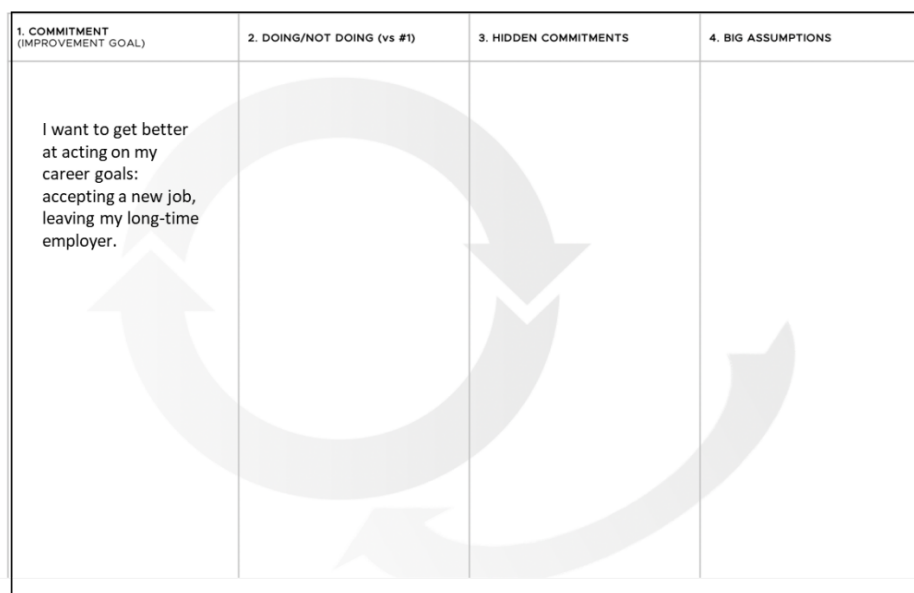 1. COMMITMENT
(IMPROVEMENT GOAL)
2. DOING/NOT DOING (vs #1)
3. HIDDEN COMMITMENTS
4. BIG ASSUMPTIONS
I want to get better
at acting on my
career goals:
accepting a new job,
leaving my long-time
employer.